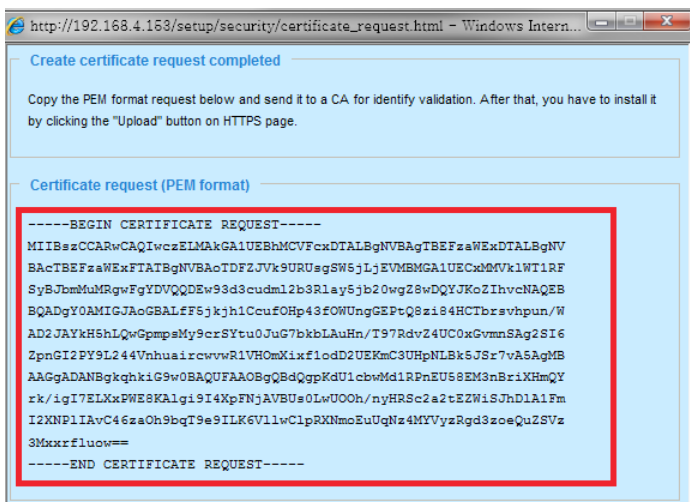 http://192.168.4.153/setup/security/certificate_request.html - Windows Intern...
Create certificate request completed
Copy the PEM format request below and send it to a CA for identify validation. After that, you have to install it
by clicking the "Upload" button on HTTPS page.
Certificate request (PEM format)
-----BEGIN CERTIFICATE REQUEST-----
MIIBszCCARwCAQIwczELMAkGA1UEBhMCVFcxDTALBgNVBAgTBEFzaWExDTALBgNV
BAcTBEFzaWExFTATBgNVBAoTDFZJVk9URUsgSW5jLjEVMBMGA1UECxMMVklWT1RF
SyBJbmMuMRgwFgYDVQQDEw93d3cudml2b3Rlay5jb20wgZ8wDQYJKoZIhvcNAQEB
BQADgY0AMIGJAoGBALfF5jkjh1CcufOHp43fOWUngGEPtQ8zi84HCTbrsvhpun/W
AD2JAYkH5hLQwGpmpsMy9crSYtu0JuG7bkbLAuHn/T97RdvZ4UC0xGvmnSAg2SI6
ZpnGI2PY9L244VnhuaircwvwR1VHOmXixf1odD2UEKmC3UHpNLBk5JSr7vA5AgMB
AAGgADANBgkqhkiG9w0BAQUFAAOBgQBdQgpKdU1cbwMd1RPnEU58EM3nBriXHmQY
rk/igI7ELXxPWE8KAlgi9I4XpFNjAVBUs0LwUOOh/nyHRSc2a2tEZWiSJhDlA1Fm
I2XNPlIAvC46zaOh9bqT9e9ILK6VllwClpRXNmoEuUqNz4MYVyzRgd3zoeQuZSVz
3Mxxrfluow==
-----END CERTIFICATE REQUEST-----